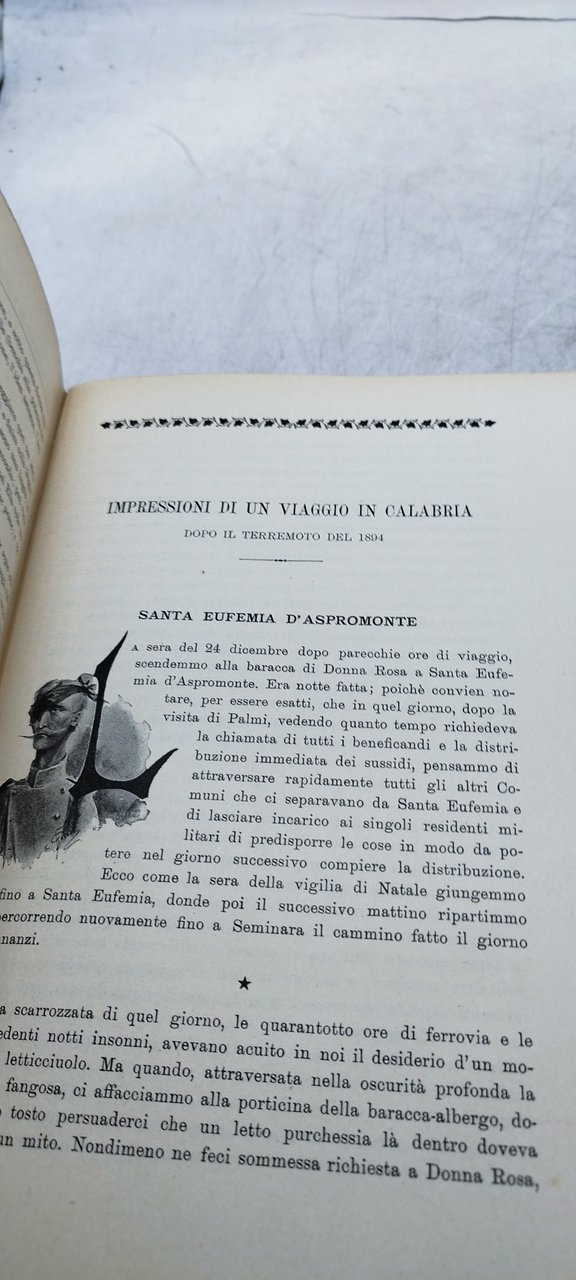 IMPRESSIONI DI UN VIAGGIO IN CALABRIA
DOPO IL TERREMOTO DEL 1894
SANTA EUFEMIA D'ASPROMONTE
LA sera del 24 dicembre dopo parecchie ore di viaggio,
scendemmo alla baracca di Donna Rosa a Santa Eufe-
mia d'Aspromonte. Era notte fatta; poichè convien no-
tare, per essere esatti, che in quel giorno, dopo la
visita di Palmi, vedendo quanto tempo richiedeva
la chiamata di tutti i beneficandi e la distri-
buzione immediata dei sussidi, pensammo di
attraversare rapidamente tutti gli altri Co-
muni che ci separavano da Santa Eufemia e
di lasciare incarico ai singoli residenti mi-
litari di predisporre le cose in modo da po-
tere nel giorno successivo compiere la distribuzione.
Ecco come la sera della vigilia di Natale giungemmo
fino a Santa Eufemia, donde poi il successivo mattino ripartimmo
percorrendo nuovamente fino a Seminara il cammino fatto il giorno
nanzi.
a scarrozzata di quel giorno, le quarantotto ore di ferrovia e le
edenti notti insonni, avevano acuito in noi il desiderio d'un mo-
letticciuolo. Ma quando, attraversata nella oscurità profonda la
fangosa, ci affacciammo alla porticina della baracca-albergo, do-
tosto persuaderci che un letto purchessia là dentro doveva
un mito. Nondimeno ne feci sommessa richiesta a Donna Rosa,